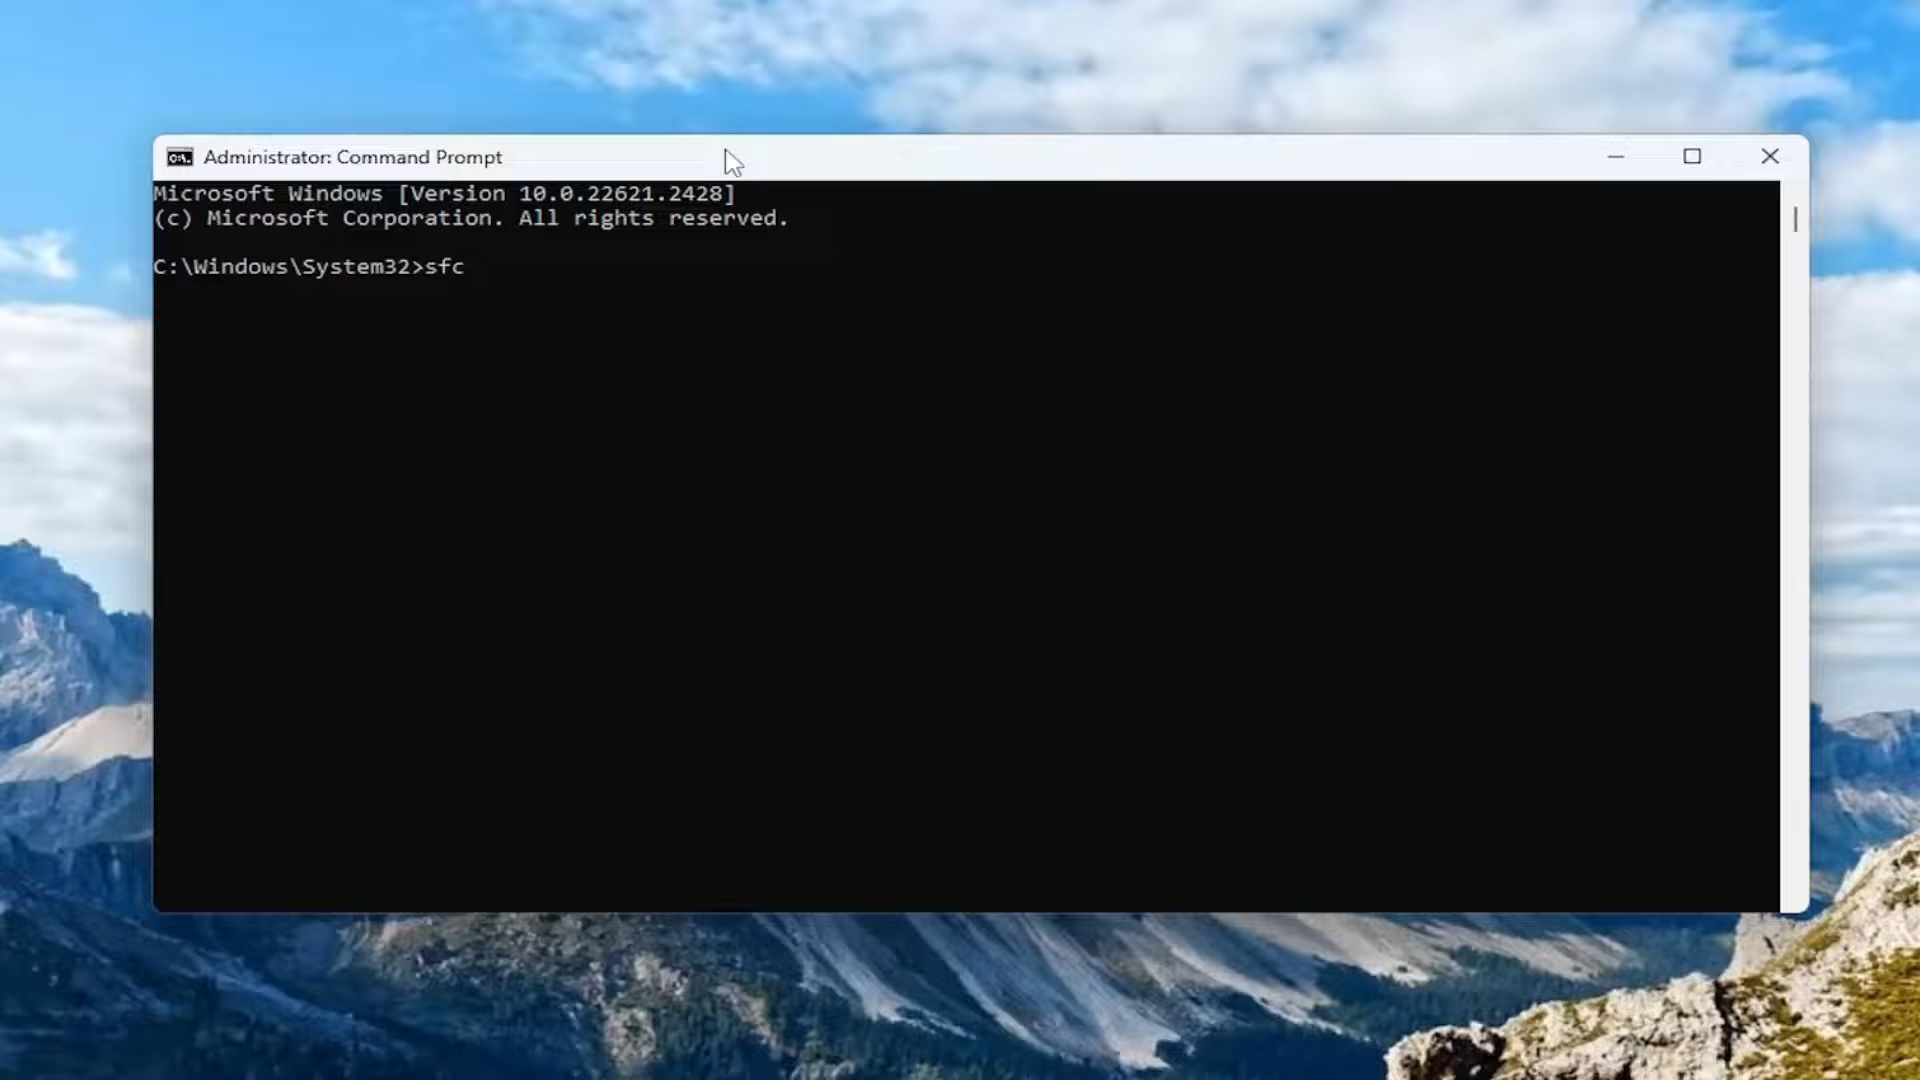 Administrator: Command Prompt
Microsoft Windows [Version 10.0.22621.2428]
(c) Microsoft Corporation. All rights reserved.
C:\Windows\System32>sfc